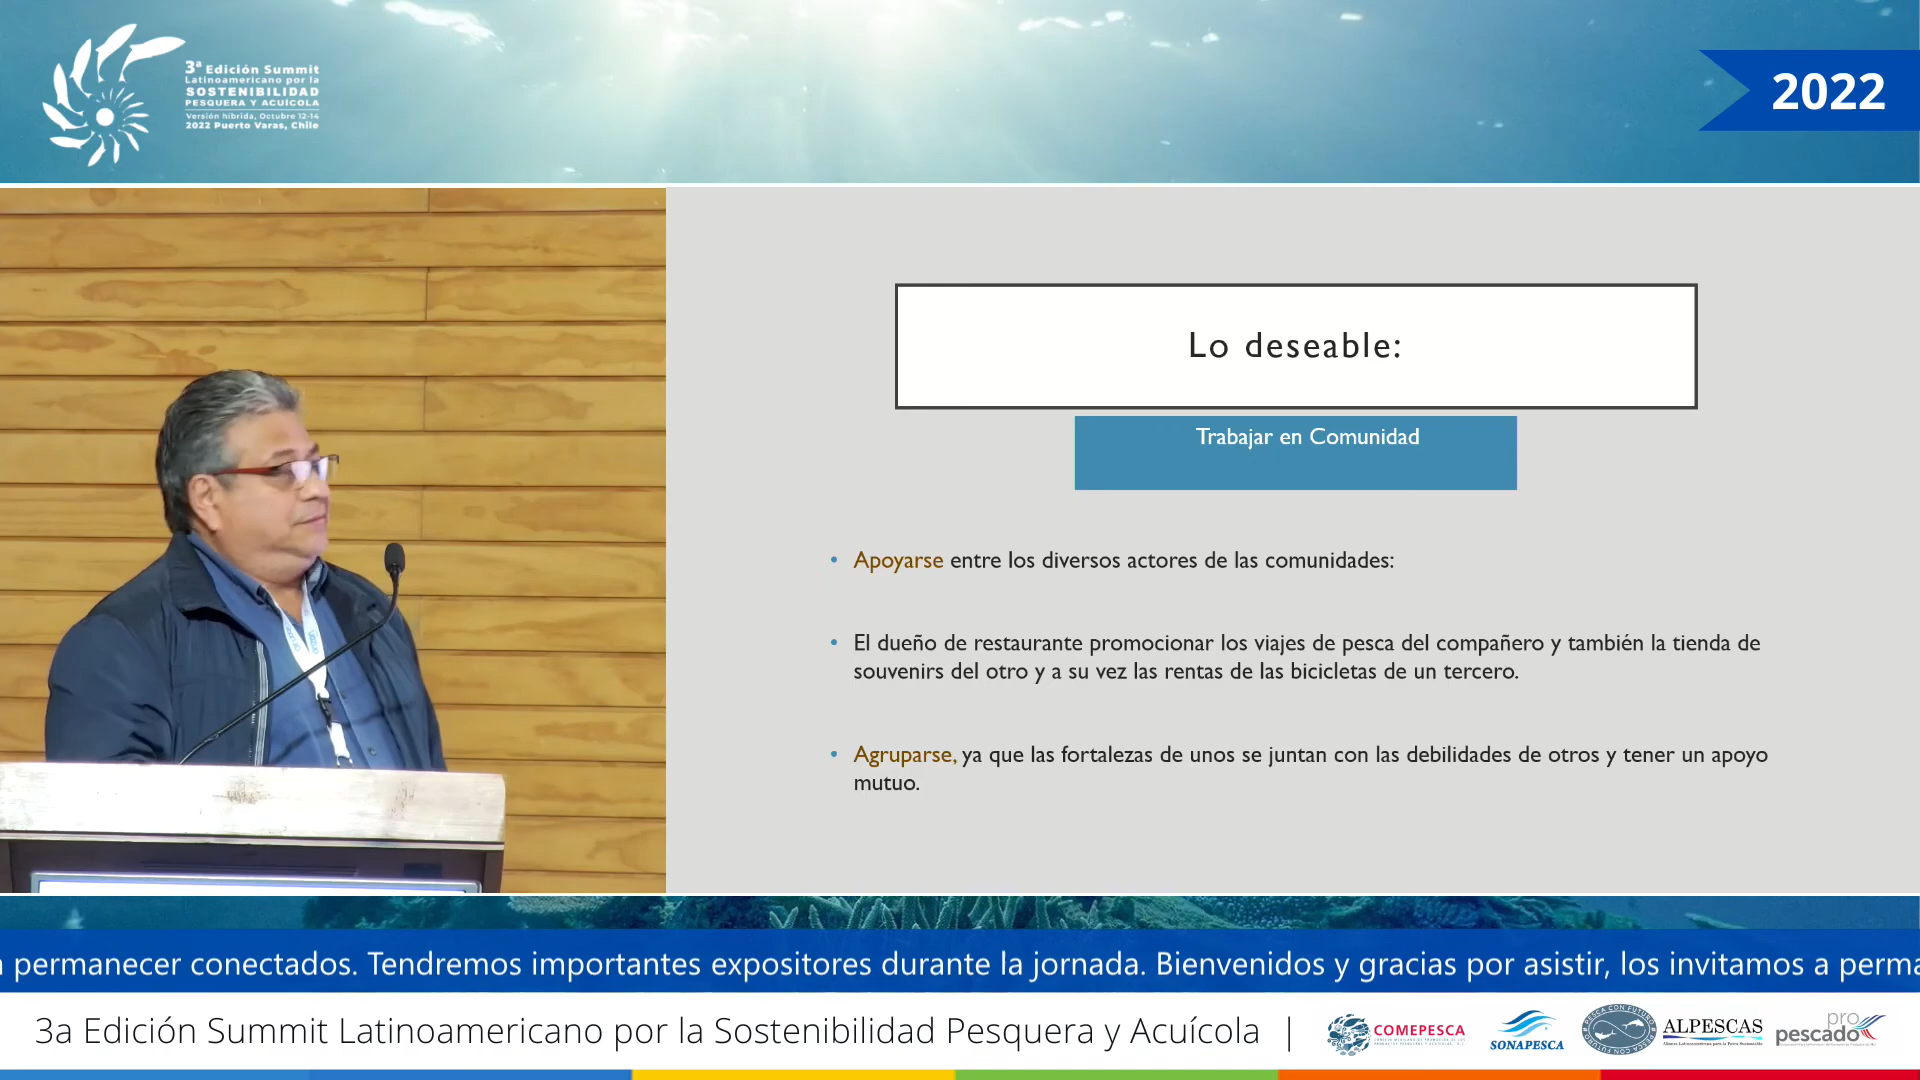 3ª Edición Summit
Latinoamericano por la
SOSTENIBILIDAD
PESQUERA Y ACUÍCOLA
Versión híbrida, Octubre 12-14
2022 Puerto Varas, Chile
2022
Lo deseable:
Trabajar en Comunidad
• Apoyarse entre los diversos actores de las comunidades:
• El dueño de restaurante promocionar los viajes de pesca del compañero y también la tienda de
souvenirs del otro y a su vez las rentas de las bicicletas de un tercero.
• Agruparse, ya que las fortalezas de unos se juntan con las debilidades de otros y tener un apoyo
mutuo.
permanecer conectados. Tendremos importantes expositores durante la jornada. Bienvenidos y gracias por asistir, los invitamos a perma
3a Edición Summit Latinoamericano por la Sostenibilidad Pesquera y Acuícola |
COMEPESCA
SONAPESCA
PESCA CON FUTURO
ALPESCAS
pro
pescado